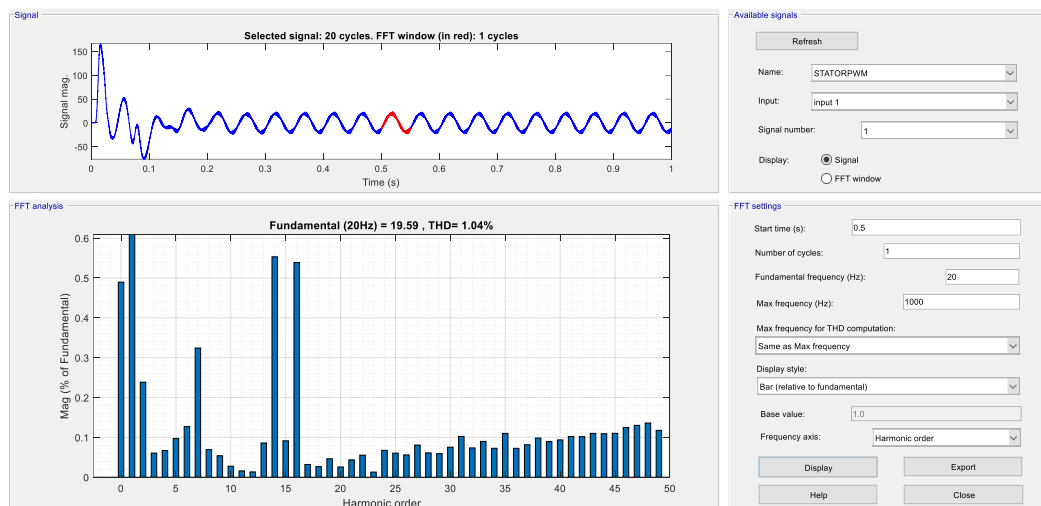 Signal
Selected signal: 20 cycles. FFT window (in red): 1 cycles
150
100
50
0
-50
Signal mag.
0 0.1 0.2 0.3 0.4 0.5 0.6 0.7 0.8 0.9 1
Time (s)
FFT analysis
Fundamental (20Hz) = 19.59 , THD= 1.04%
0.6
0.5
0.4
0.3
0.2
0.1
0
Mag (% of Fundamental)
0 5 10 15 20 25 30 35 40 45 50
Harmonic order
Available signals
Refresh
Name: STATORPWM
Input: input 1
Signal number: 1
Display: Signal
FFT window
FFT settings
Start time (s): 0.5
Number of cycles: 1
Fundamental frequency (Hz): 20
Max frequency (Hz): 1000
Max frequency for THD computation:
Same as Max frequency
Display style:
Bar (relative to fundamental)
Base value: 1.0
Frequency axis: Harmonic order
Display Export
Help Close